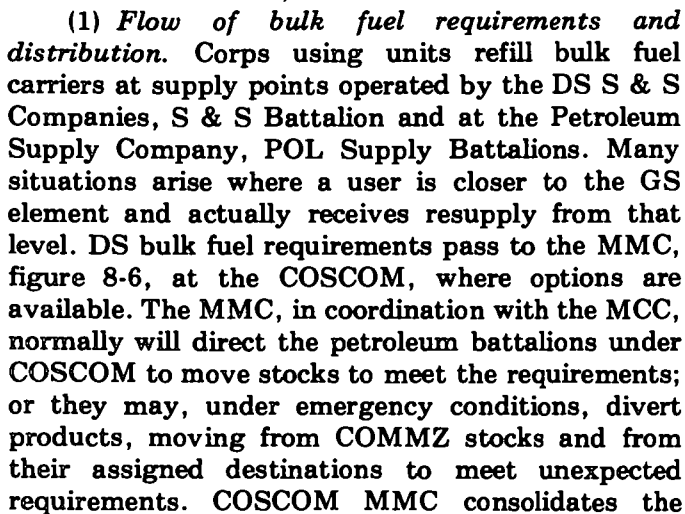 (1) Flow of bulk fuel requirements and
distribution. Corps using units refill bulk fuel
carriers at supply points operated by the DS S & S
Companies, S & S Battalion and at the Petroleum
Supply Company, POL Supply Battalions. Many
situations arise where a user is closer to the GS
element and actually receives resupply from that
level. DS bulk fuel requirements pass to the MMC,
figure 8-6, at the COSCOM, where options are
available. The MMC, in coordination with the MCC,
normally will direct the petroleum battalions under
COSCOM to move stocks to meet the requirements;
or they may, under emergency conditions, divert
products, moving from COMMZ stocks and from
their assigned destinations to meet unexpected
requirements. COSCOM MMC consolidates the